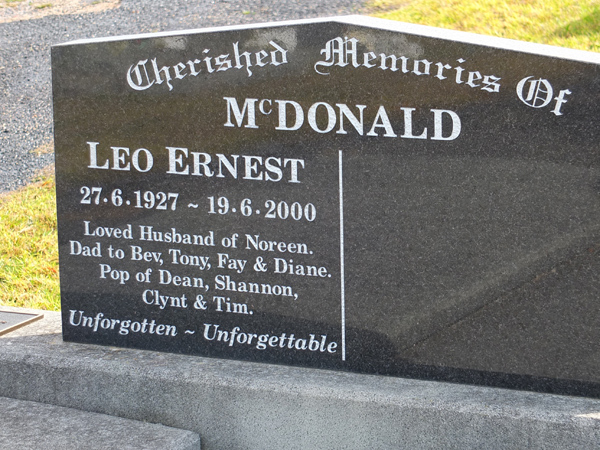 Cherished Memories Of
McDONALD
LEO ERNEST
27.6.1927 ~ 19.6.2000
Loved Husband of Noreen.
Dad to Bev, Tony, Fay & Diane.
Pop of Dean, Shannon,
Clynt & Tim.
Unforgotten ~ Unforgettable